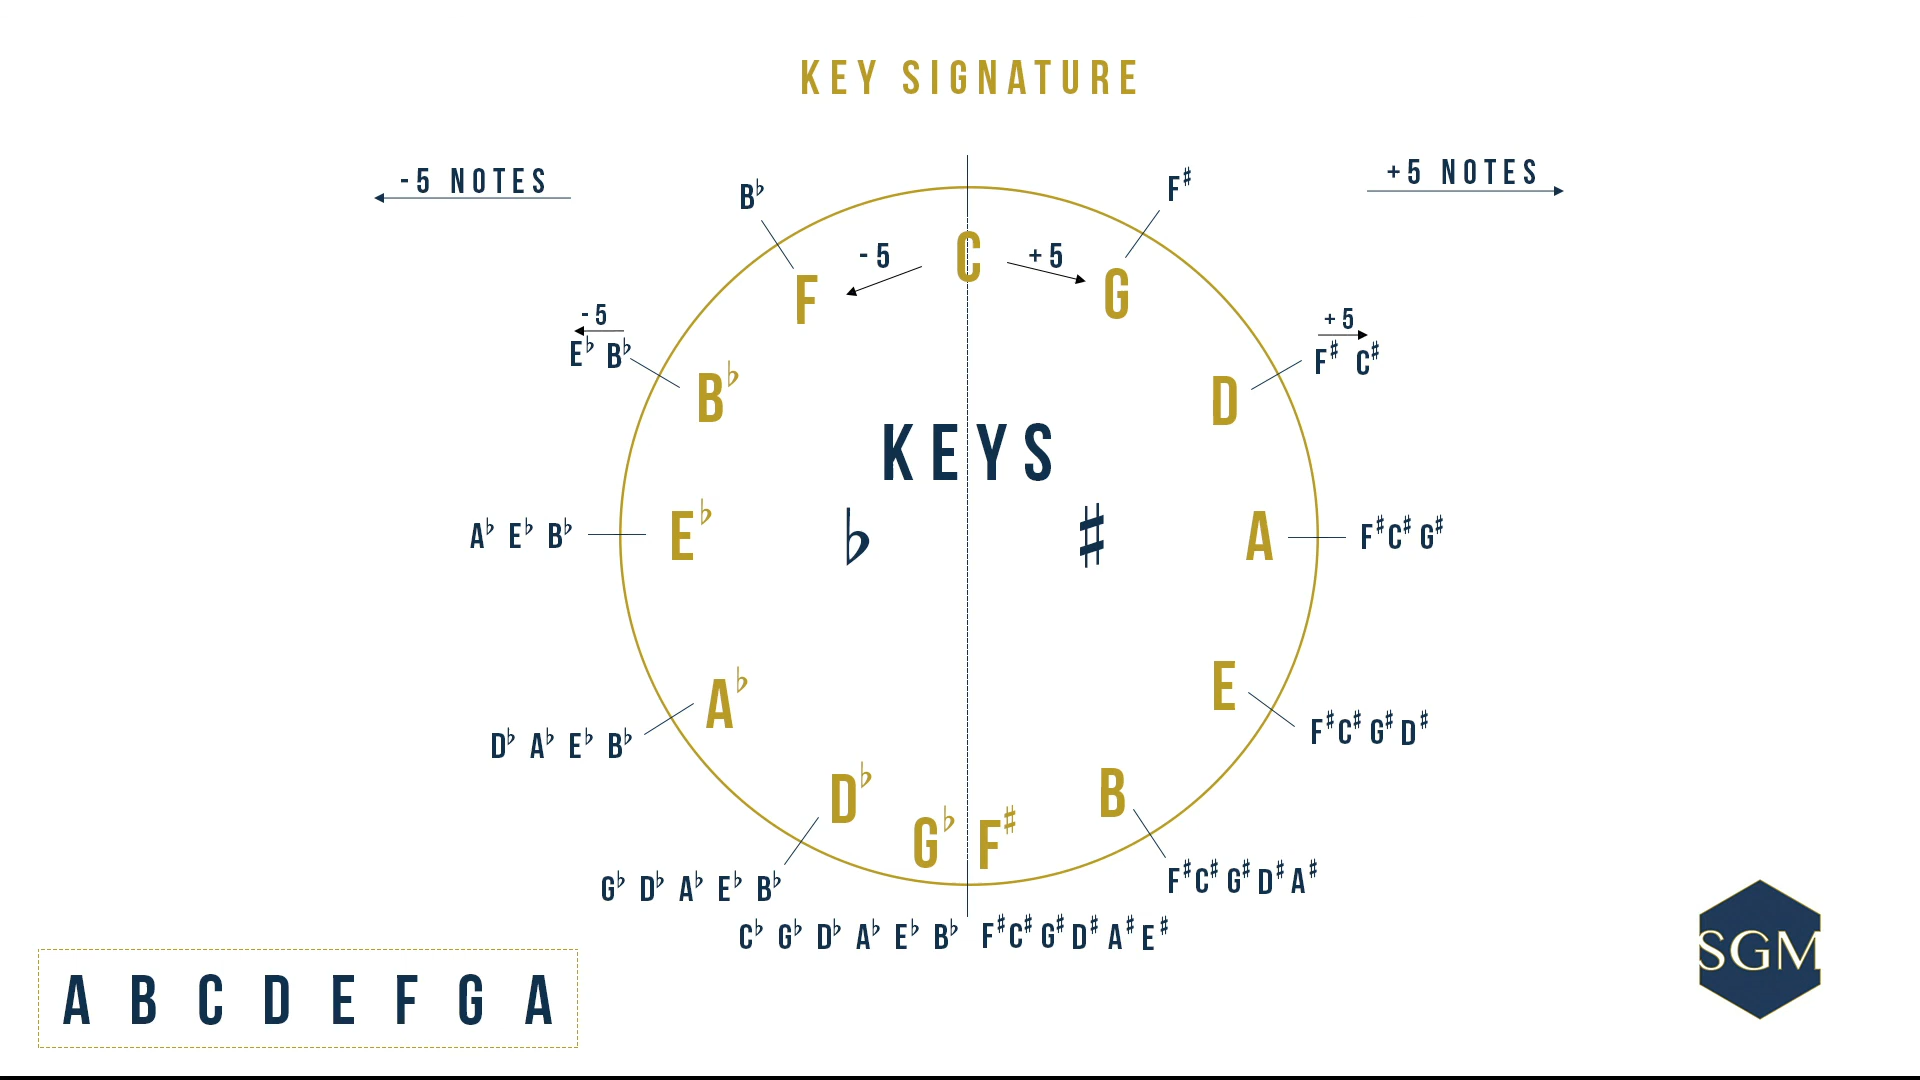 KEY SIGNATURE
-5 NOTES
+5 NOTES
B♭
F♯
C
-5
+5
F
G
-5
E♭ B♭
+5
F♯ C♯
B♭
D
KEYS
♭
♯
A♭ E♭ B♭
E♭
A
F♯ C♯ G♯
A♭
E
D♭ A♭ E♭ B♭
F♯ C♯ G♯ D♯
D♭
B
G♭ F♯
G♭ D♭ A♭ E♭ B♭
F♯ C♯ G♯ D♯ A♯
C♭ G♭ D♭ A♭ E♭ B♭
F♯ C♯ G♯ D♯ A♯ E♯
A B C D E F G A
SGM